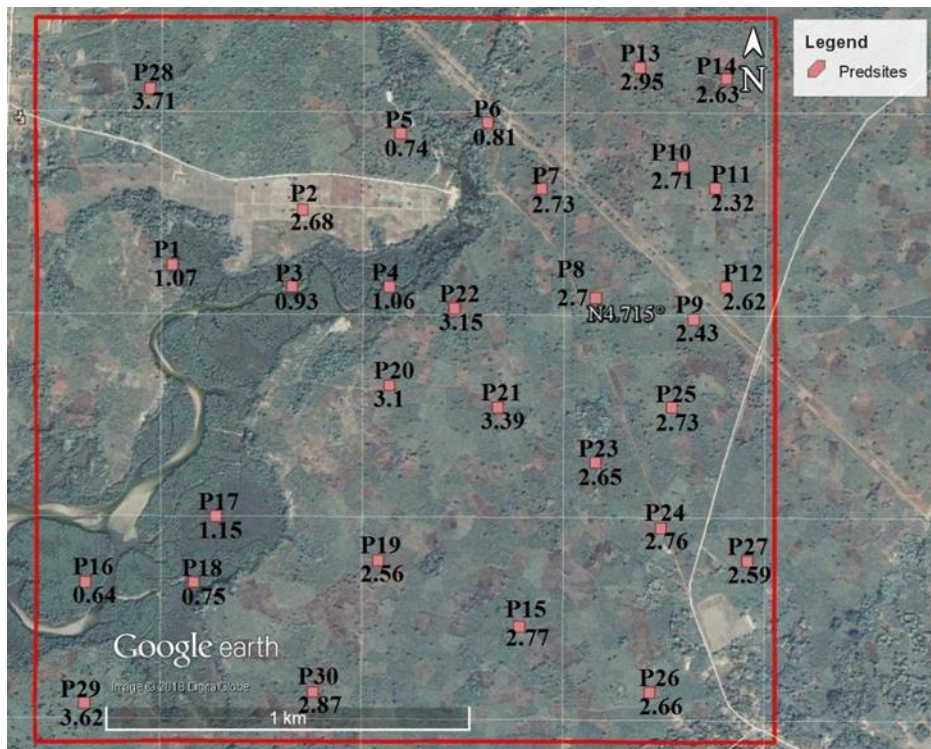 Legend
Predsites
N
P28
3.71
P13
2.95
P14
2.63
P5
0.74
P6
0.81
P10
2.71
P11
2.32
P7
2.73
P2
2.68
P1
1.07
P3
0.93
P4
1.06
P22
3.15
P8
2.7
N4.715°
P12
2.62
P9
2.43
P20
3.1
P21
3.39
P25
2.73
P23
2.65
P17
1.15
P24
2.76
P16
0.64
P18
0.75
P19
2.56
P27
2.59
P15
2.77
Google earth
Image © 2018 DigitalGlobe
P29
3.62
P30
2.87
P26
2.66
1 km